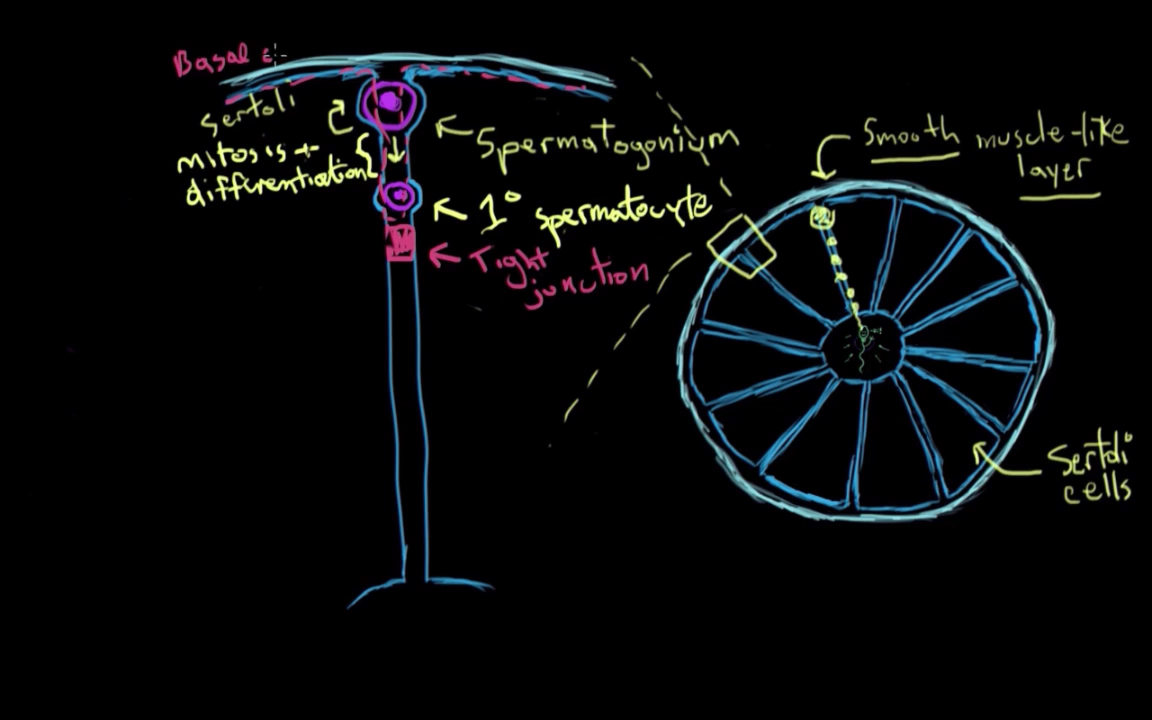 Basal
Sertoli
mitosis +
differentiation
Spermatogonium
1° spermatocyte
Tight
junction
Smooth muscle-like
layer
Sertoli
cells